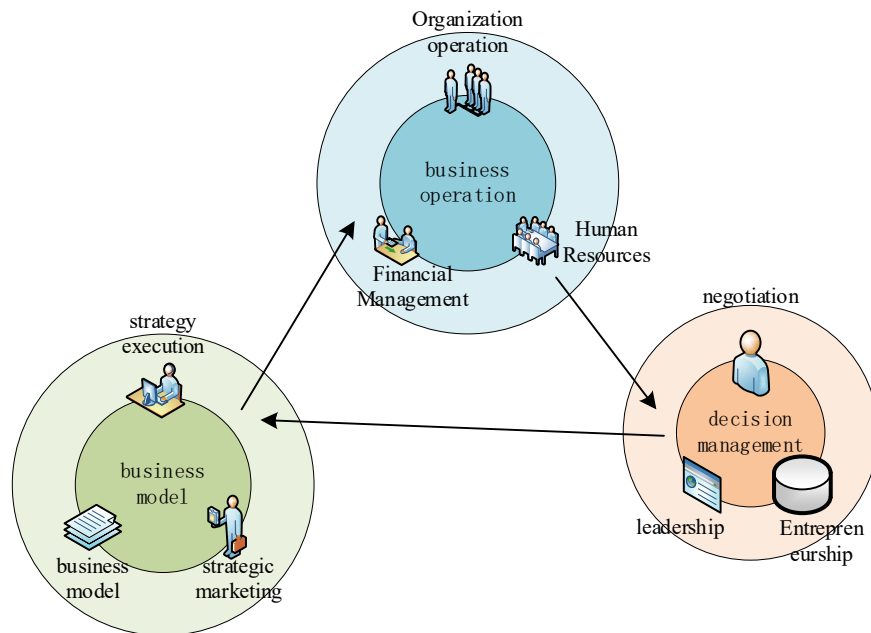 Organization
operation
business
operation
Human
Resources
Financial
Management
negotiation
decision
management
leadership
Entrepren
eurship
strategy
execution
business
model
business
model
strategic
marketing